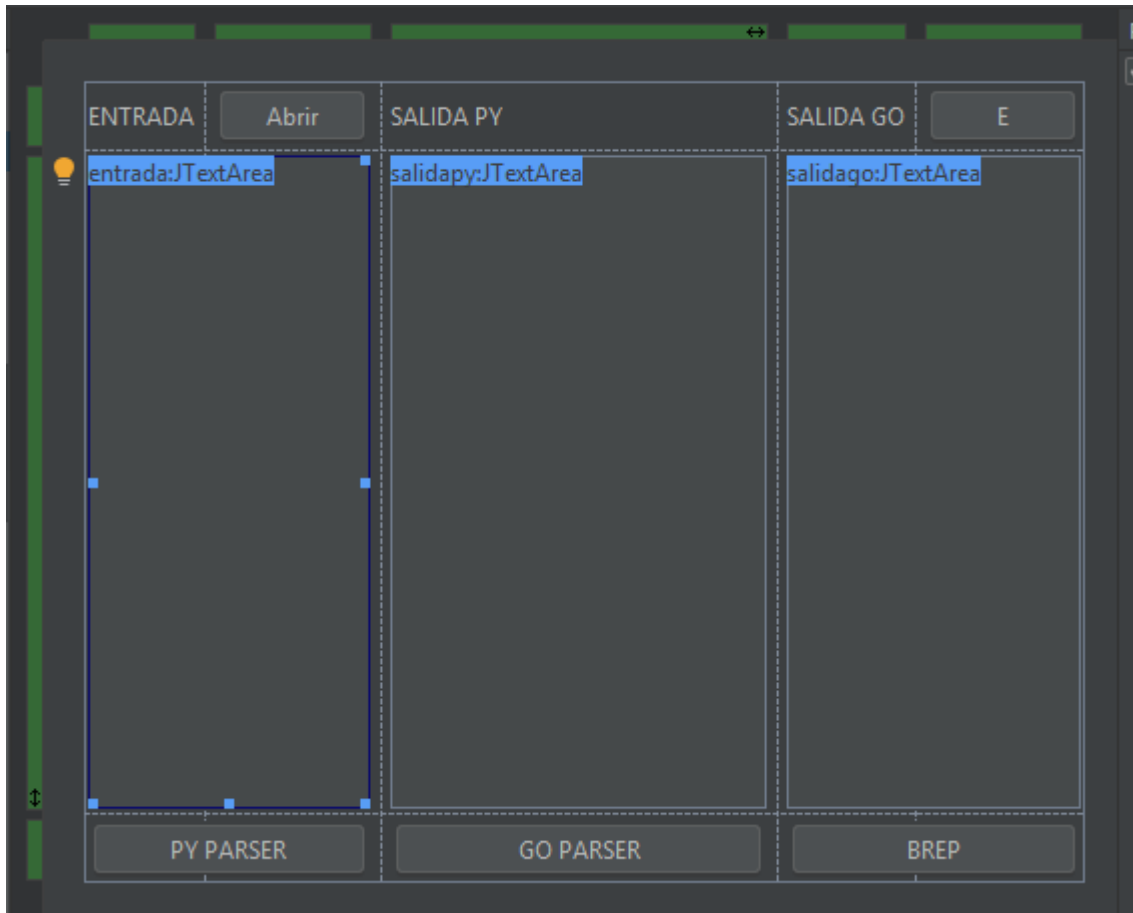 ENTRADA Abrir SALIDA PY SALIDA GO E
entrada:JTextArea salidapy:JTextArea salidago:JTextArea
PY PARSER GO PARSER BREP